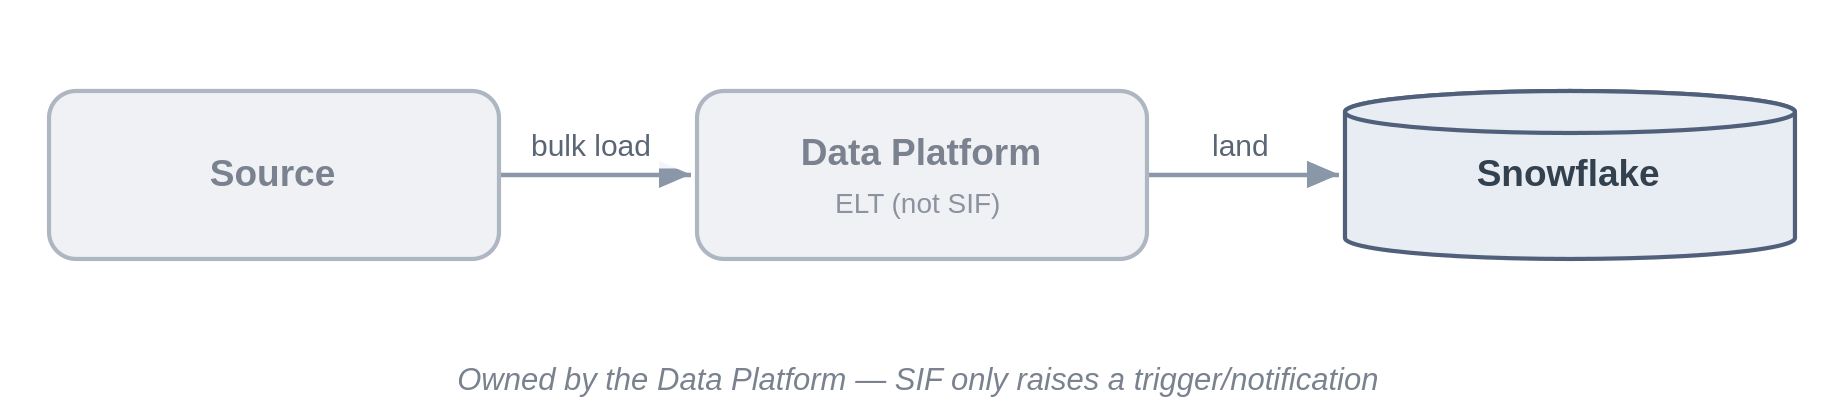 Source
bulk load
Data Platform
ELT (not SIF)
land
Snowflake
Owned by the Data Platform — SIF only raises a trigger/notification